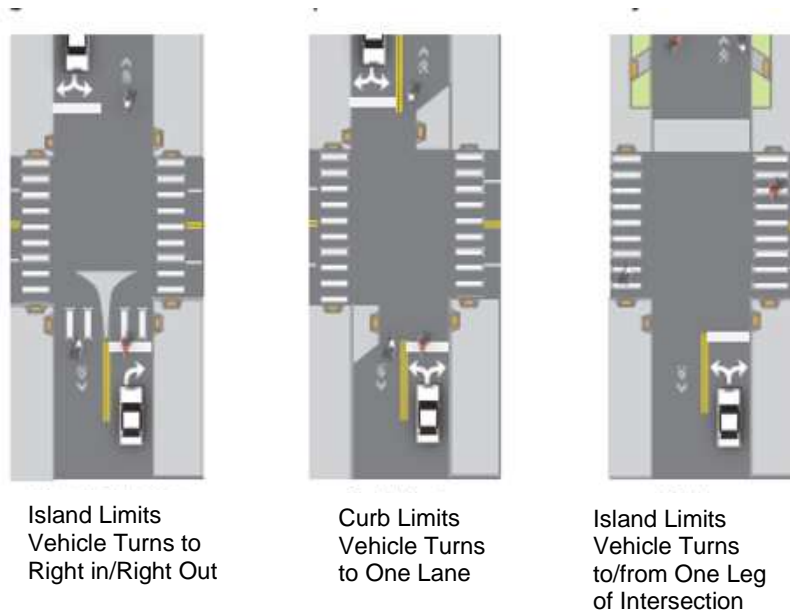 Island Limits
Vehicle Turns to
Right in/Right Out
Curb Limits
Vehicle Turns
to One Lane
Island Limits
Vehicle Turns
to/from One Leg
of Intersection